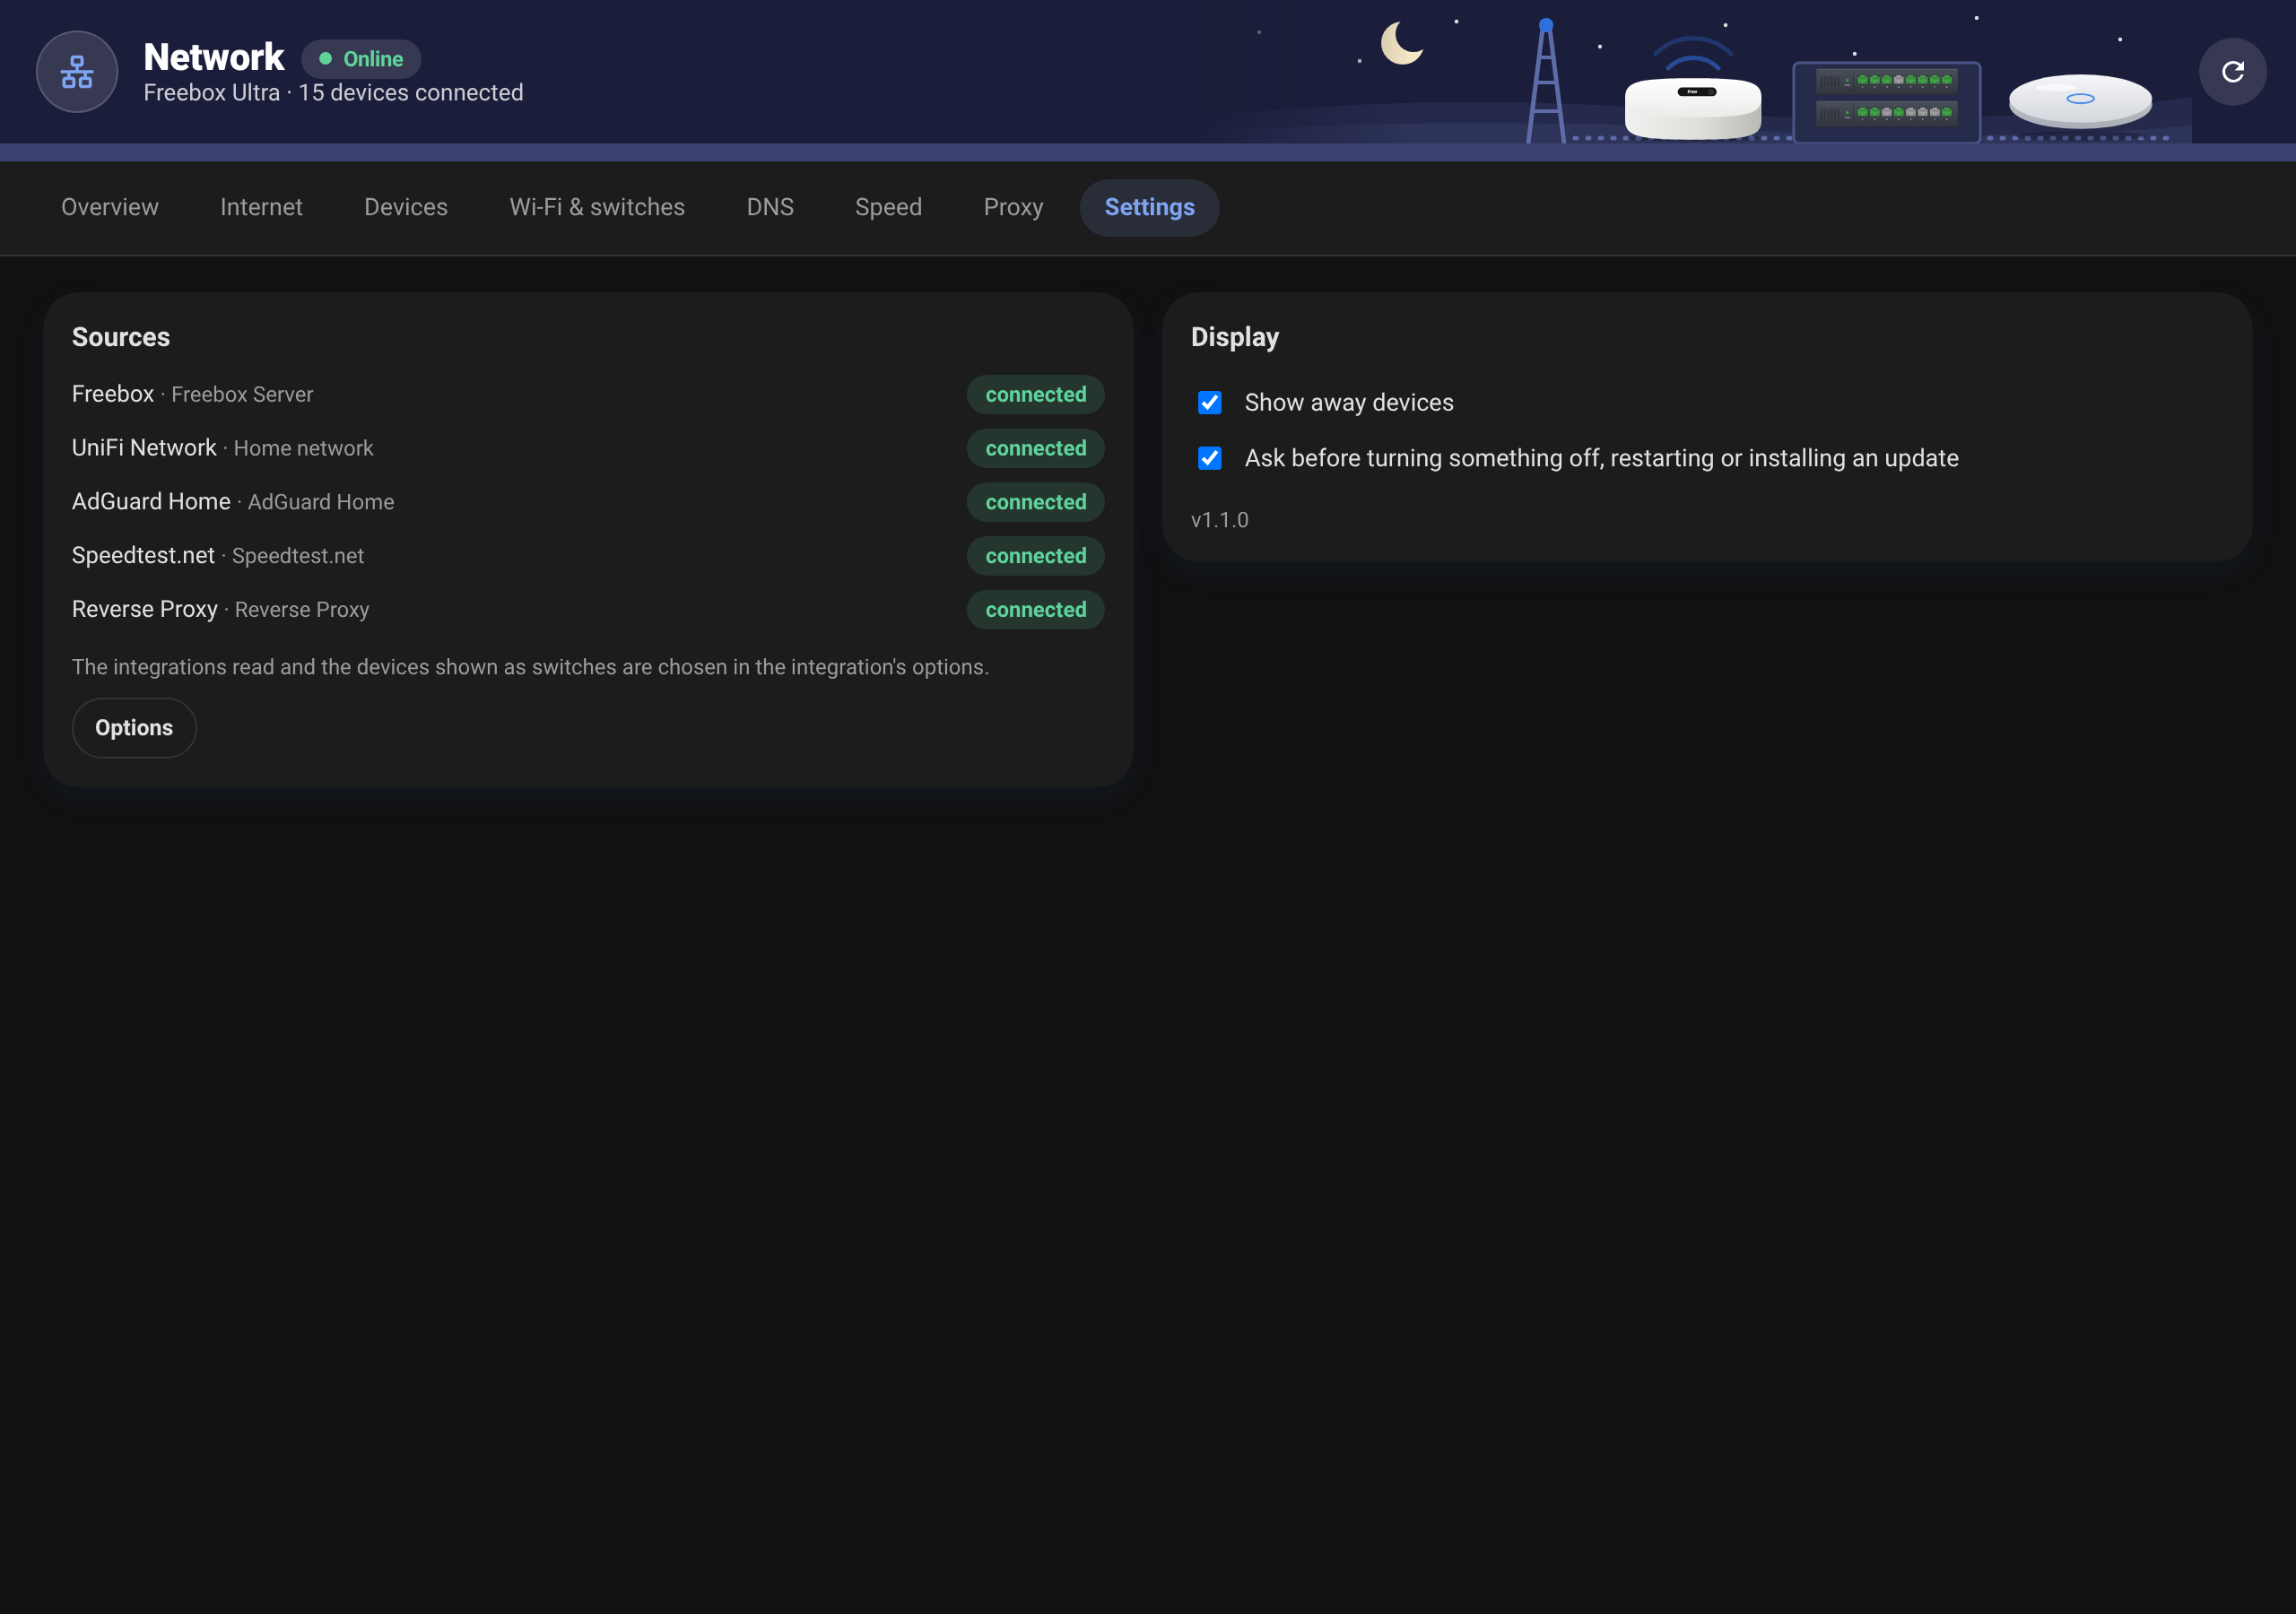 Network
Online
Freebox Ultra · 15 devices connected
free
Overview
Internet
Devices
Wi-Fi & switches
DNS
Speed
Proxy
Settings
Sources
Freebox · Freebox Server
connected
UniFi Network · Home network
connected
AdGuard Home · AdGuard Home
connected
Speedtest.net · Speedtest.net
connected
Reverse Proxy · Reverse Proxy
connected
The integrations read and the devices shown as switches are chosen in the integration's options.
Options
Display
Show away devices
Ask before turning something off, restarting or installing an update
v1.1.0